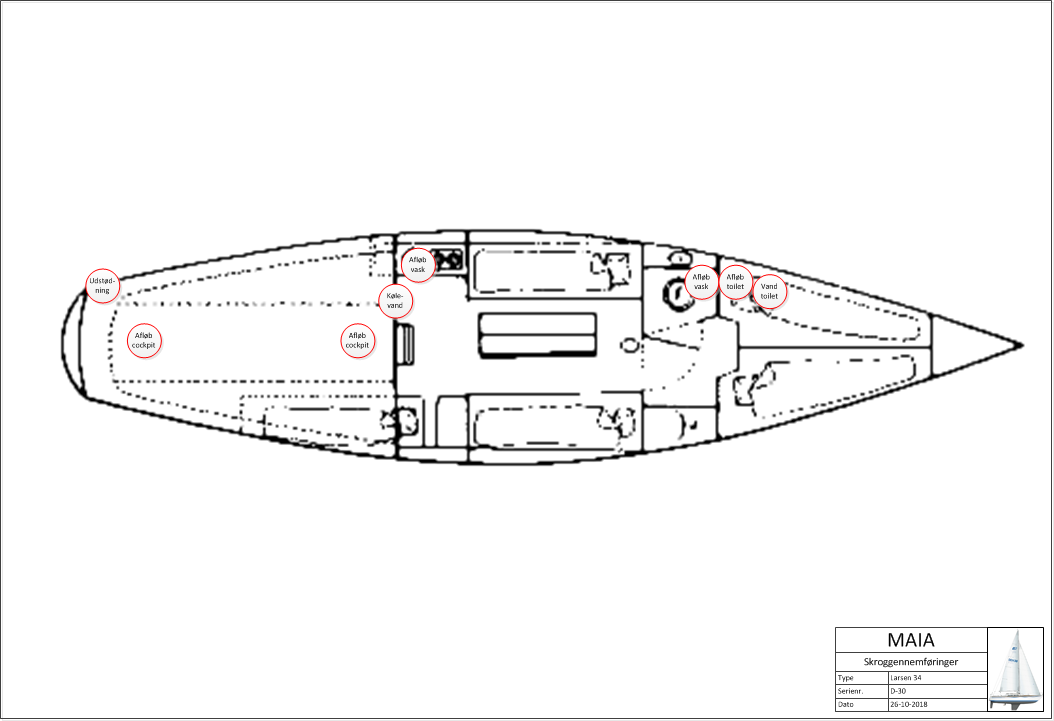 Afløb
vask
Udstød-
ning
Køle-
vand
Afløb
cockpit
Afløb
cockpit
Afløb
vask
Afløb
toilet
Vand
toilet
MAIA
Skroggennemføringer
Type Larsen 34
Serienr. D-30
Dato 26-10-2018